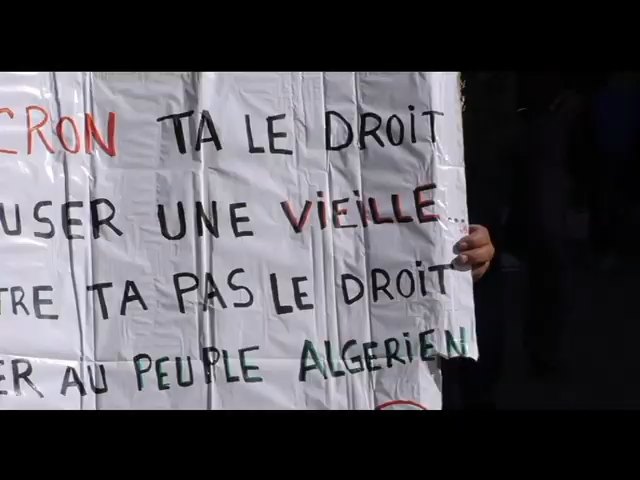 CRON TA LE DROIT
USER UNE VIEILLE...
TRE TA PAS LE DROIT
ER AU PEUPLE ALGERIEN